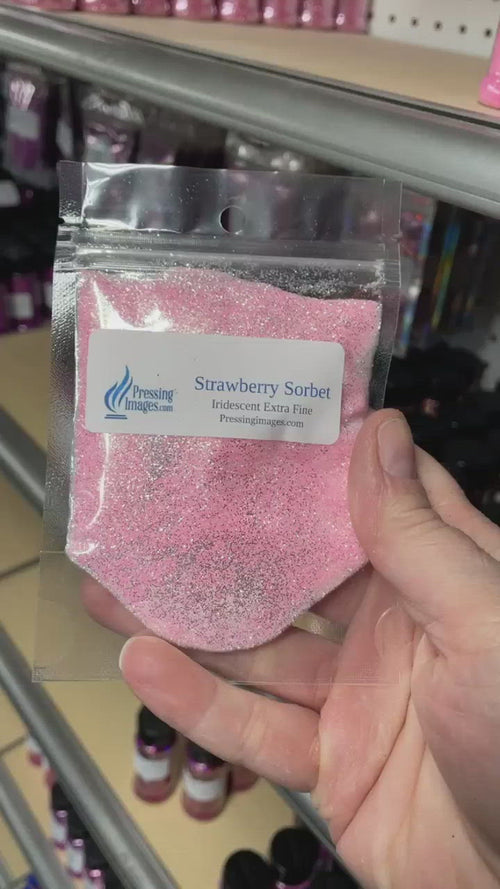 Pressing
Images.com
Strawberry Sorbet
Iridescent Extra Fine
Pressingimages.com